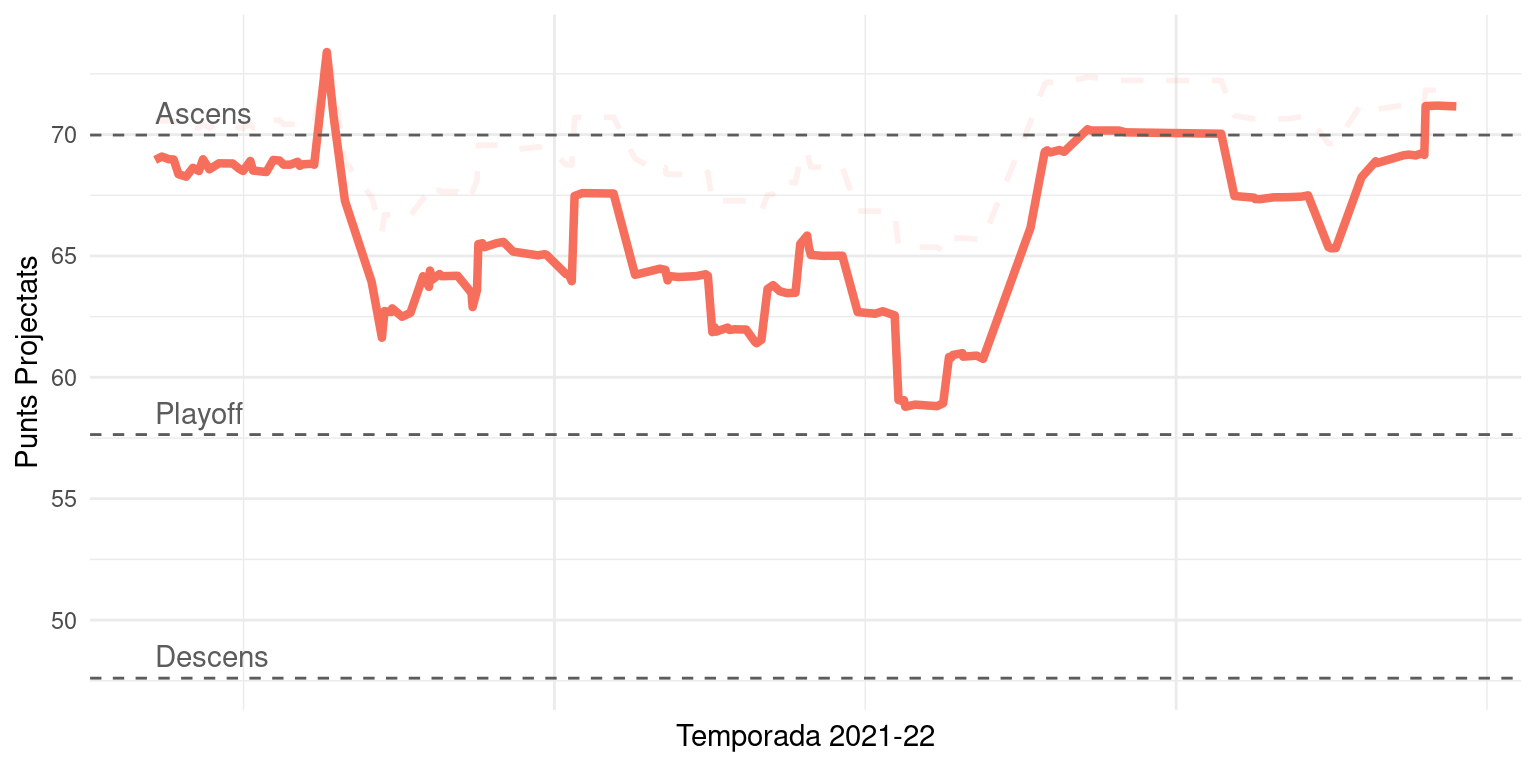 Ascens
70
65
60
Playoff
55
50
Descens
Punts Projectats
Temporada 2021-22